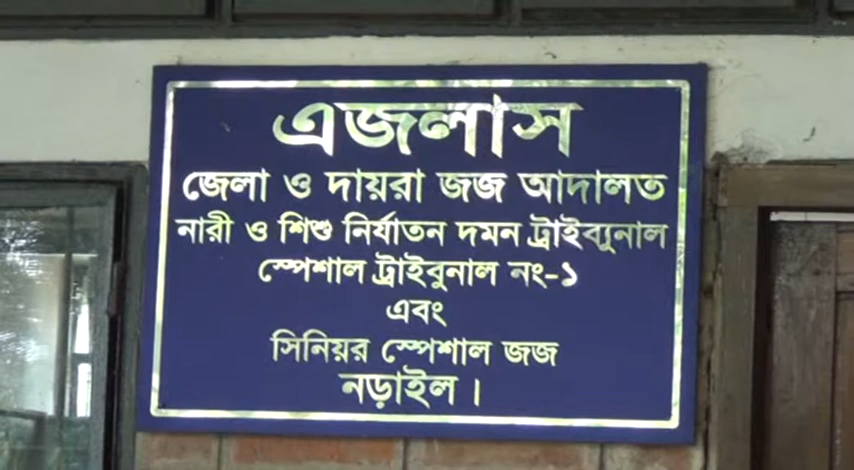 এজলাস
জেলা ও দায়রা জজ আদালত
নারী ও শিশু নির্যাতন দমন ট্রাইব্যুনাল
স্পেশাল ট্রাইবুনাল নং-১
এবং
সিনিয়র স্পেশাল জজ
নড়াইল।